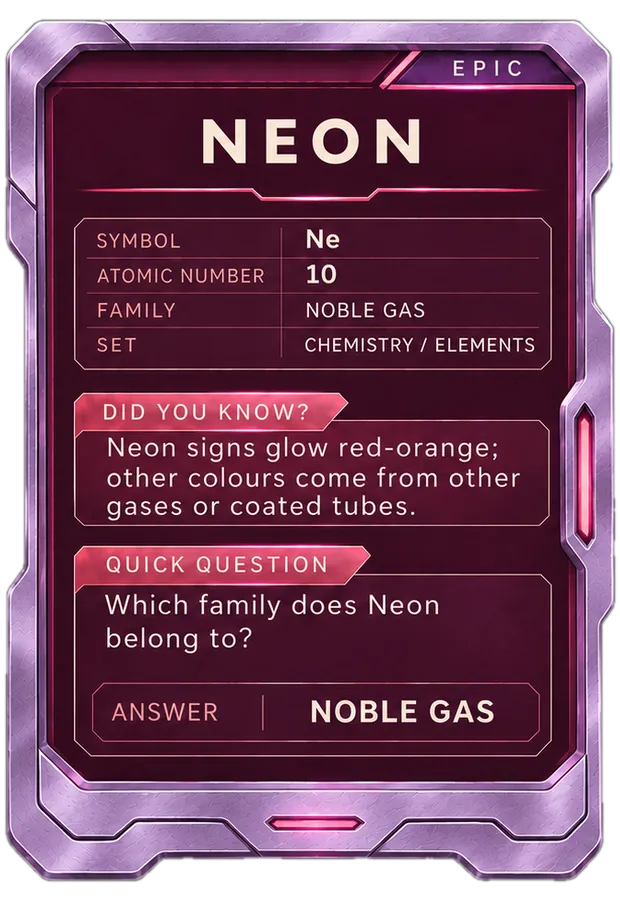 EPIC
NEON
SYMBOL Ne
ATOMIC NUMBER 10
FAMILY NOBLE GAS
SET CHEMISTRY / ELEMENTS
DID YOU KNOW?
Neon signs glow red-orange;
other colours come from other
gases or coated tubes.
QUICK QUESTION
Which family does Neon
belong to?
ANSWER NOBLE GAS